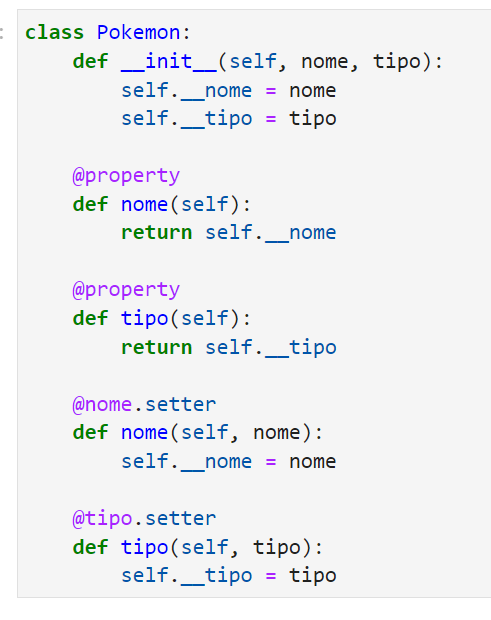 class Pokemon:
    def __init__(self, nome, tipo):
        self.__nome = nome
        self.__tipo = tipo

    @property
    def nome(self):
        return self.__nome

    @property
    def tipo(self):
        return self.__tipo

    @nome.setter
    def nome(self, nome):
        self.__nome = nome

    @tipo.setter
    def tipo(self, tipo):
        self.__tipo = tipo